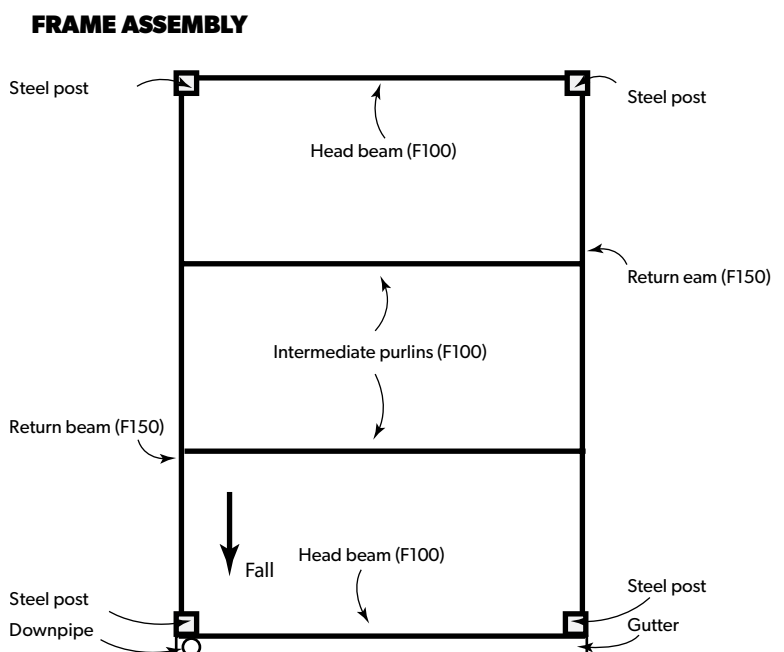 FRAME ASSEMBLY
Steel post
Steel post
Head beam (F100)
Return eam (F150)
Intermediate purlins (F100)
Return beam (F150)
Head beam (F100)
Fall
Steel post
Steel post
Downpipe
Gutter